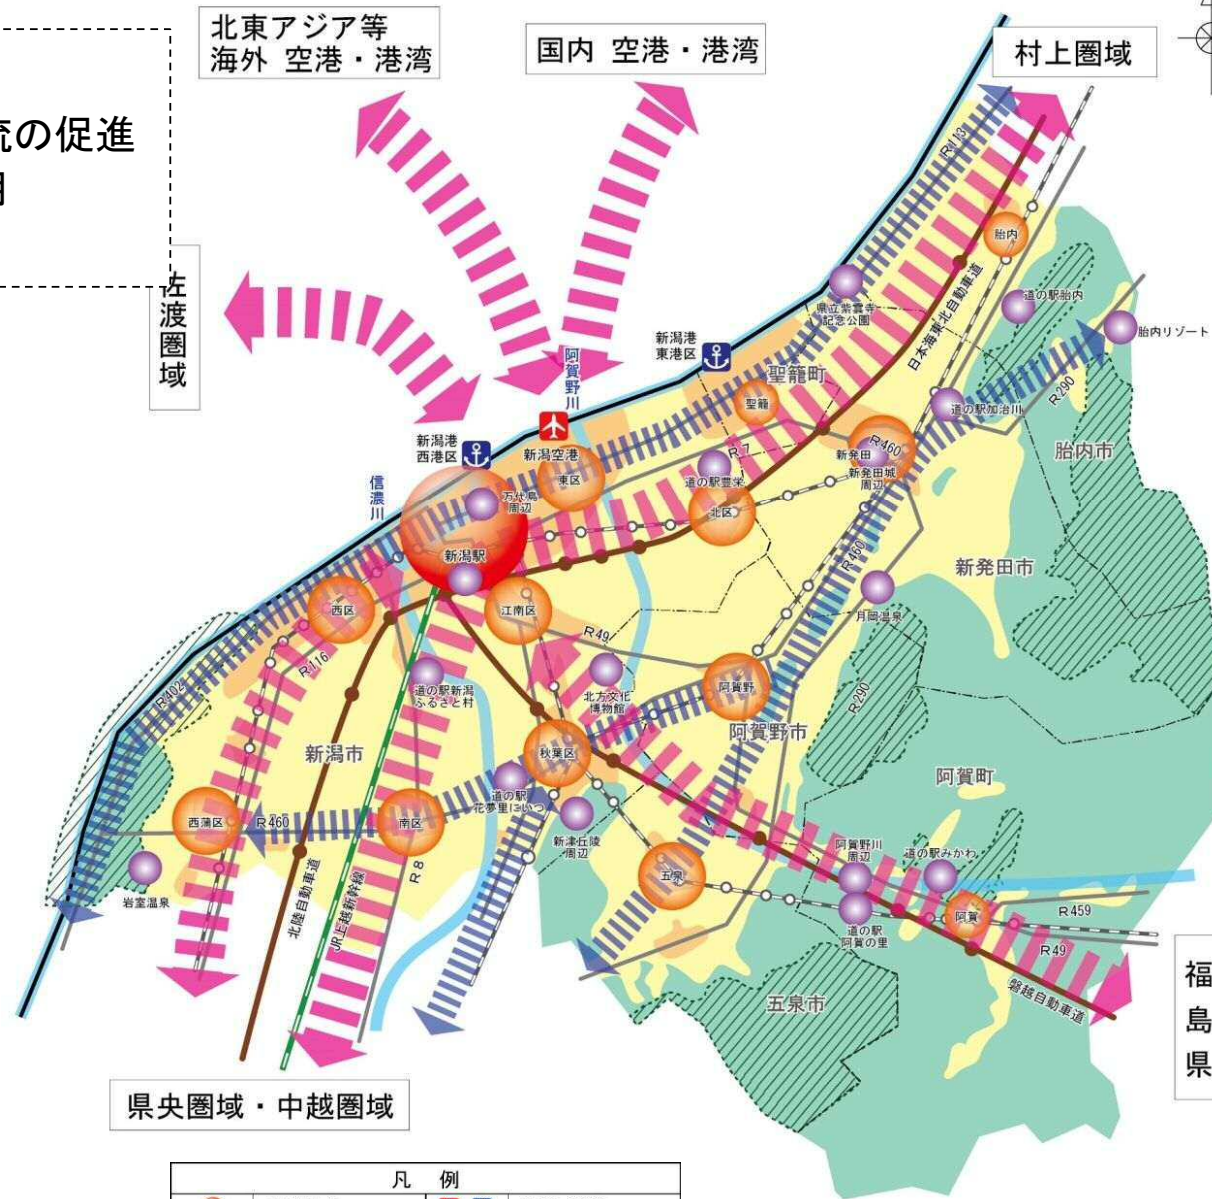 北東アジア等
海外 空港・港湾
国内 空港・港湾
村上圏域
の促進
佐渡圏域
阿賀野川
新潟港
東港区
県立紫雲寺
記念公園
R113
胎内
日本海東北自動車道
道の駅胎内
胎内リゾート
聖籠町
聖籠
道の駅加治川
R290
胎内市
新潟港
西港区
新潟空港
東区
R7
道の駅豊栄
R460
新発田
新発田城
周辺
信濃川
万代島
周辺
北区
新潟駅
R460
新発田市
月岡温泉
西区
江南区
R49
R116
R402
道の駅新潟
ふるさと村
北方文化
博物館
阿賀野
R290
阿賀野市
新潟市
秋葉区
阿賀町
道の駅
花夢里にいつ
西蒲区
R460
南区
新津丘陵
周辺
阿賀野川
周辺
道の駅みかわ
岩室温泉
北陸自動車道
JR上越新幹線
R8
五泉
道の駅
阿賀の里
阿賀
R459
R49
磐越自動車道
五泉市
福島県
県央圏域・中越圏域
凡 例